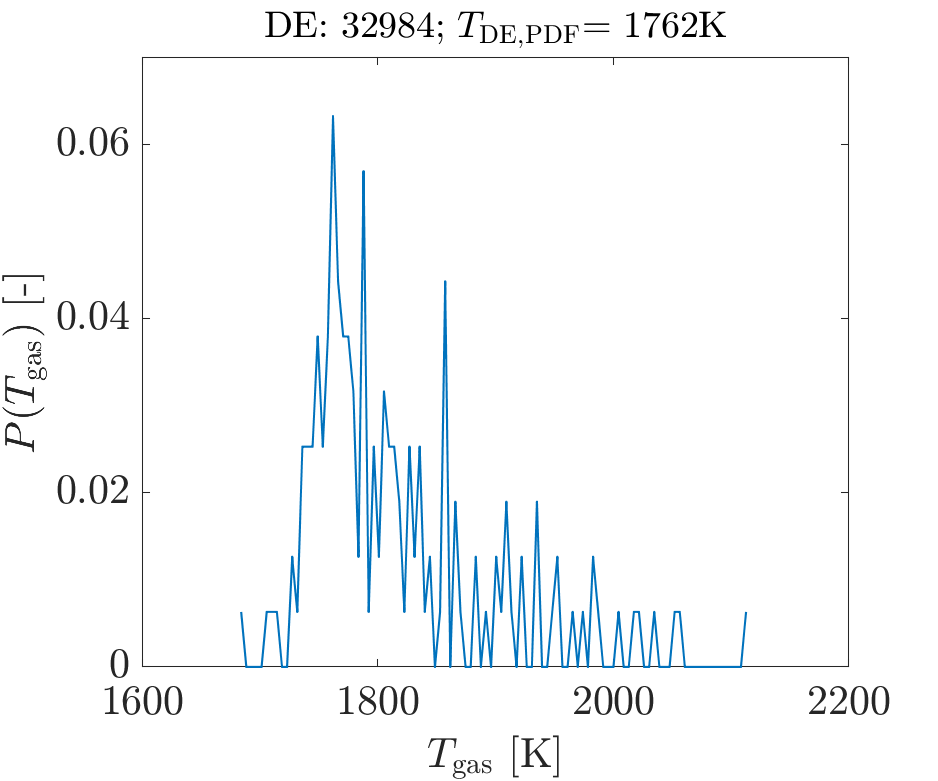 DE: 32984; T_DE,PDF= 1762K
0.06
0.04
0.02
0
P(T_gas) [-]
1600 1800 2000 2200
T_gas [K]